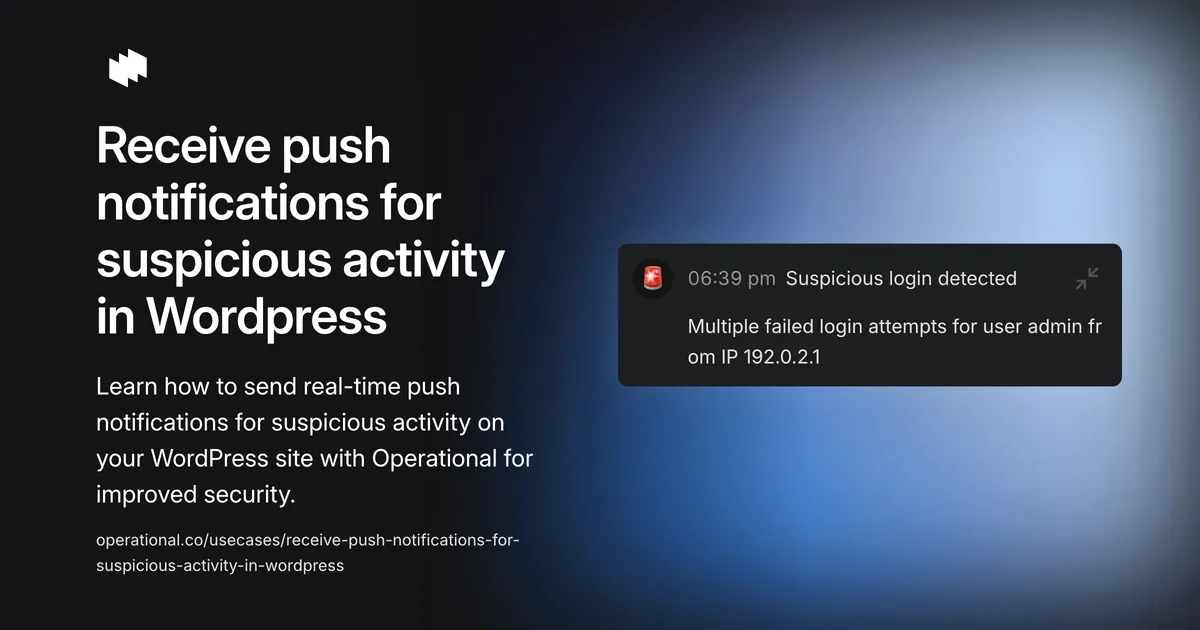 Receive push
notifications for
suspicious activity
in Wordpress
Learn how to send real-time push
notifications for suspicious activity on
your WordPress site with Operational for
improved security.
operational.co/usecases/receive-push-notifications-for-
suspicious-activity-in-wordpress
06:39 pm Suspicious login detected
Multiple failed login attempts for user admin fr
om IP 192.0.2.1